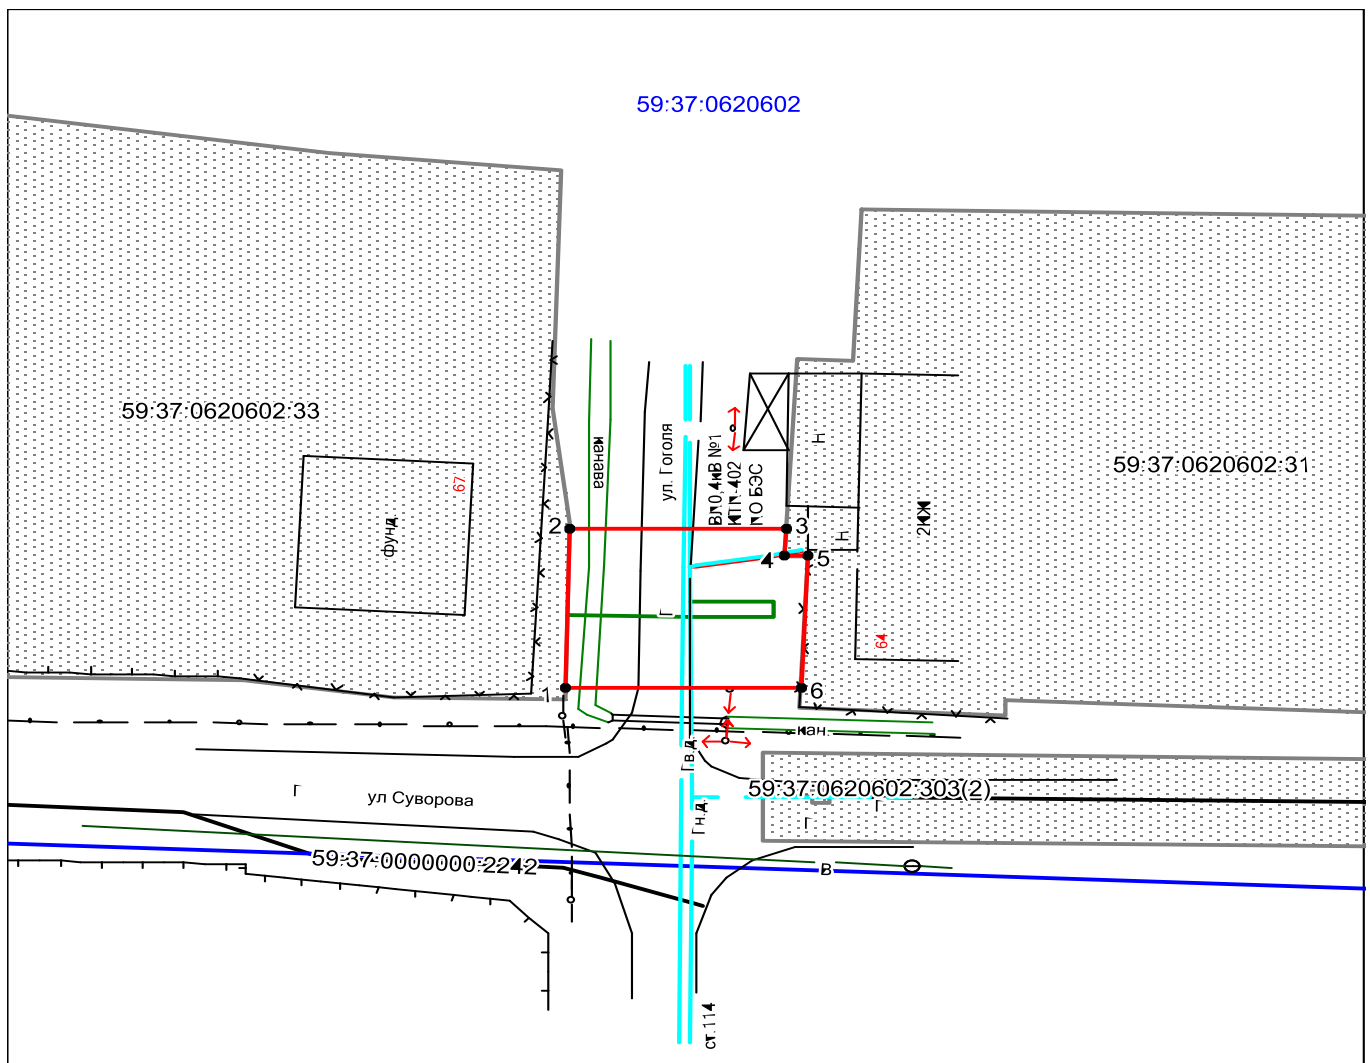 59:37:0620602
59:37:0620602:33
канава
ул. Гоголя
ВЛ 0,4кВ №1
КТП-402
ПО БЭС
Н
59:37:0620602:31
67
фунд.
2КЖ
2
3
Н
4
5
Г
64
1
6
кан.
Г.в.д.
Г
ул Суворова
59:37:0620602:303(2)
Г.н.д.
Г
Г
59:37:0000000:2242
В
ст.114